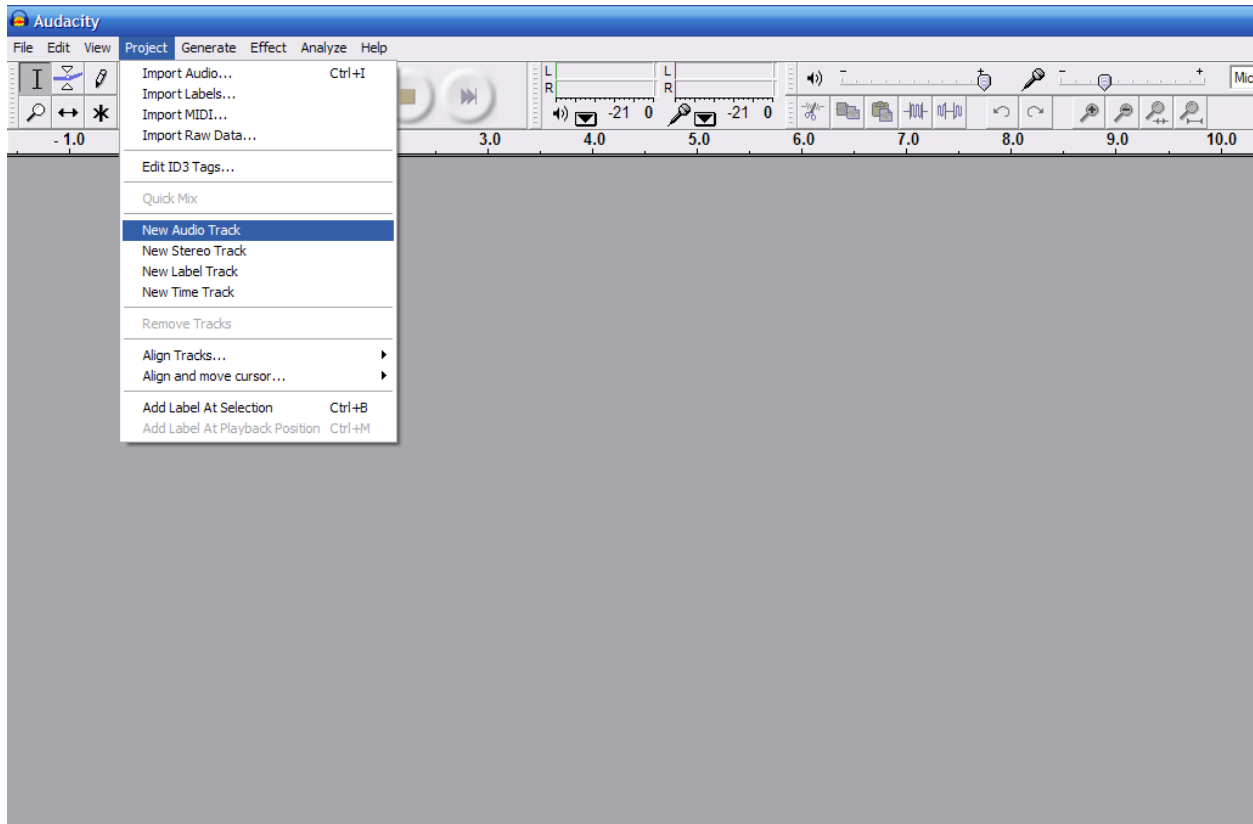 Audacity
File Edit View Project Generate Effect Analyze Help
Import Audio... Ctrl+I
Import Labels...
Import MIDI...
Import Raw Data...
Edit ID3 Tags...
Quick Mix
New Audio Track
New Stereo Track
New Label Track
New Time Track
Remove Tracks
Align Tracks...
Align and move cursor...
Add Label At Selection Ctrl+B
Add Label At Playback Position Ctrl+M
L L
R R
-21 0 -21 0
Mic
- 1.0 3.0 4.0 5.0 6.0 7.0 8.0 9.0 10.0